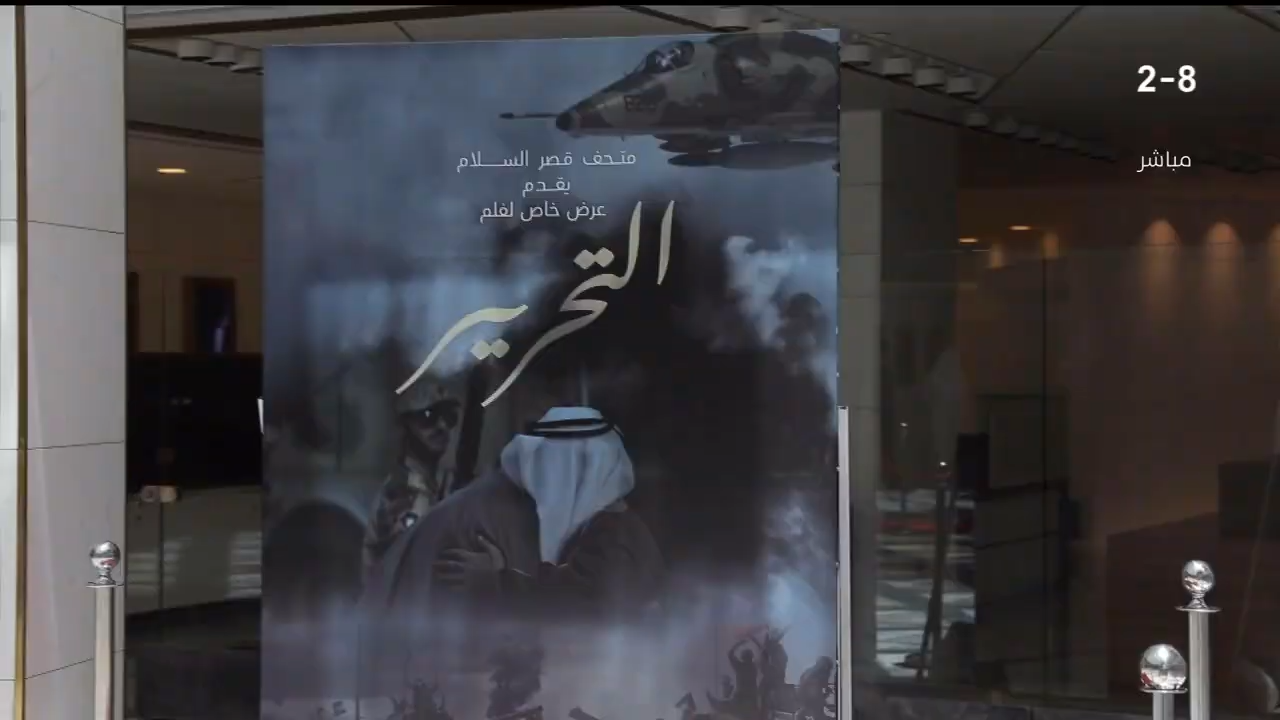 2-8
مباشر
متحف قصر السلام
يقدم
عرض خاص لفلم
التحرير